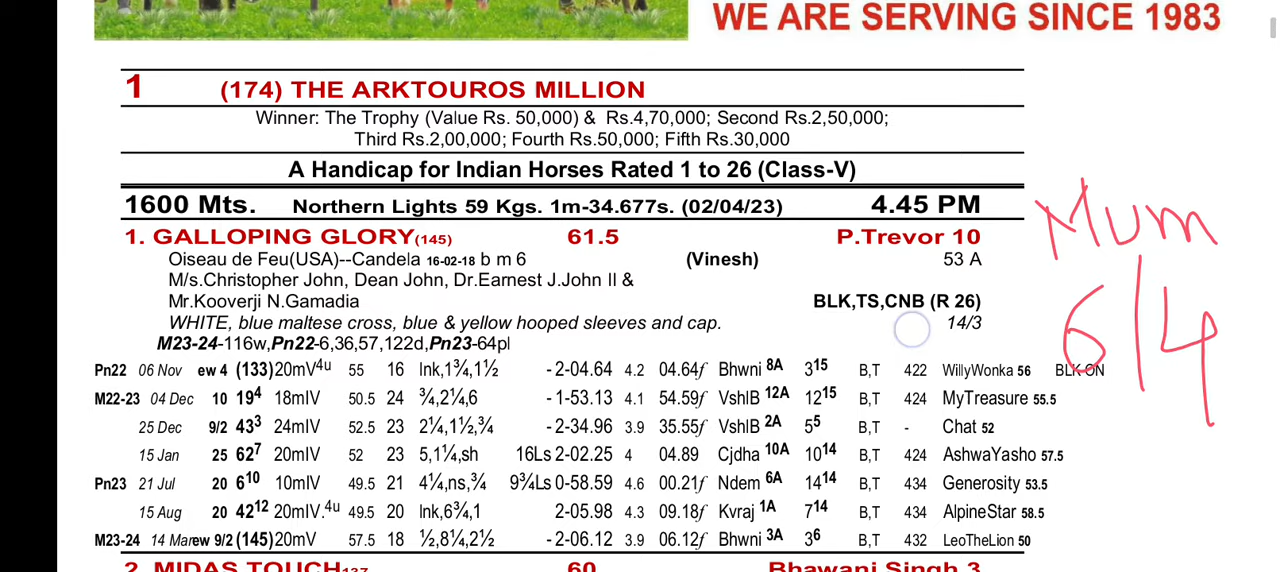 WE ARE SERVING SINCE 1983
1 (174) THE ARKTOUROS MILLION
Winner: The Trophy (Value Rs. 50,000) & Rs.4,70,000; Second Rs.2,50,000;
Third Rs.2,00,000; Fourth Rs.50,000; Fifth Rs.30,000
A Handicap for Indian Horses Rated 1 to 26 (Class-V)
1600 Mts. Northern Lights 59 Kgs. 1m-34.677s. (02/04/23) 4.45 PM
1. GALLOPING GLORY(145) 61.5 P.Trevor 10
Oiseau de Feu(USA)--Candela 16-02-18 b m 6 (Vinesh) 53 A
M/s.Christopher John, Dean John, Dr.Earnest J.John II &
Mr.Kooverji N.Gamadia BLK,TS,CNB (R 26)
WHITE, blue maltese cross, blue & yellow hooped sleeves and cap. 14/3
M23-24-116w,Pn22-6,36,57,122d,Pn23-64pl
Mum
6/4
Pn22 06 Nov ew 4 (133)20mV4u 55 16 lnk,1¾,1½ - 2-04.64 4.2 04.64f Bhwni 8A 315 B,T 422 WillyWonka 56 BLK ON
M22-23 04 Dec 10 194 18mIV 50.5 24 ¾,2¼,6 - 1-53.13 4.1 54.59f VshlB 12A 1215 B,T 424 MyTreasure 55.5
25 Dec 9/2 433 24mIV 52.5 23 2¼,1½,¾ - 2-34.96 3.9 35.55f VshlB 2A 55 B,T - Chat 52
15 Jan 25 627 20mIV 52 23 5,1¼,sh 16Ls 2-02.25 4 04.89 Cjdha 10A 1014 B,T 424 AshwaYasho 57.5
Pn23 21 Jul 20 610 10mIV 49.5 21 4¼,ns,¾ 9¾Ls 0-58.59 4.6 00.21f Ndem 6A 1414 B,T 434 Generosity 53.5
15 Aug 20 4212 20mIV.4u 49.5 20 lnk,6¾,1 2-05.98 4.3 09.18f Kvraj 1A 714 B,T 434 AlpineStar 58.5
M23-24 14 Marew 9/2 (145)20mV 57.5 18 ½,8¼,2½ - 2-06.12 3.9 06.12f Bhwni 3A 36 B,T 432 LeoTheLion 50
2. MIDAS TOUCH137 60 Bhawani Singh 3